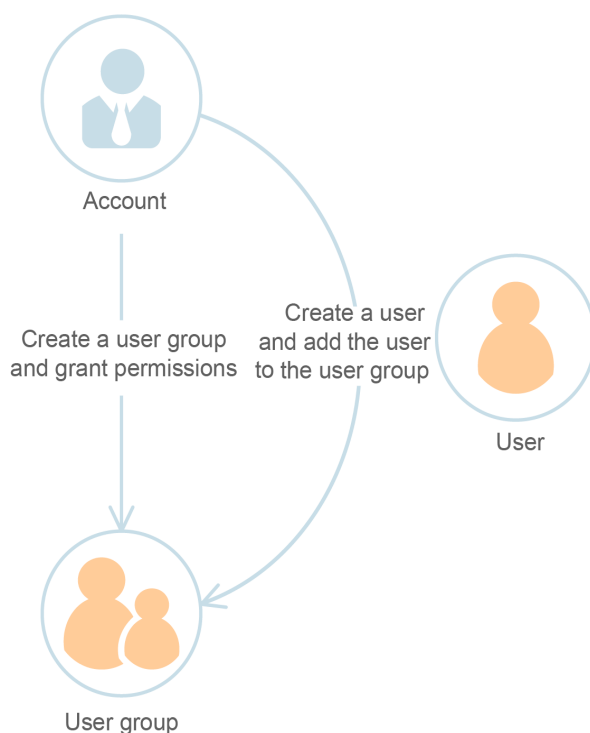 Account
Create a user group
and grant permissions
Create a user
and add the user
to the user group
User
User group